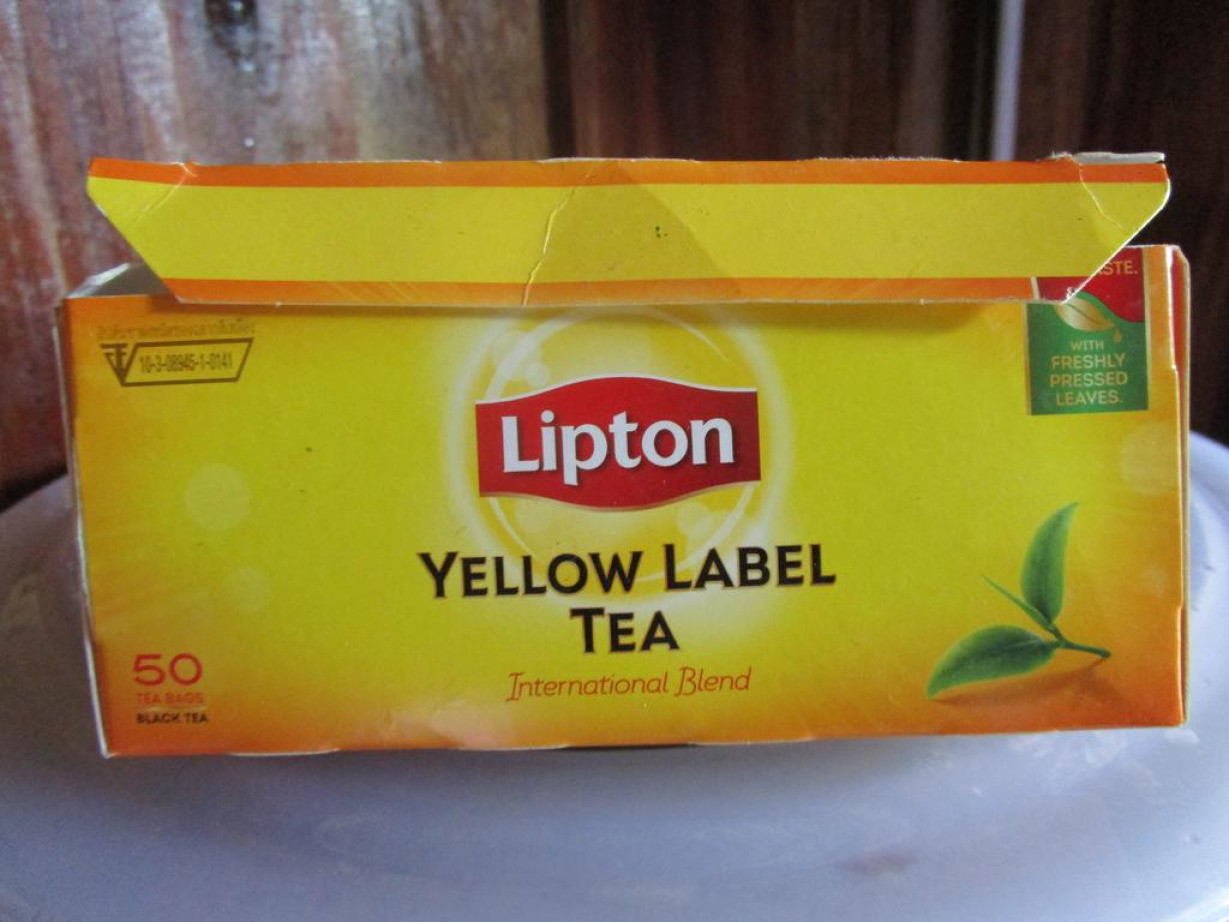 STE.
10-3-08945-1-0141
WITH
FRESHLY
PRESSED
LEAVES.
Lipton
YELLOW LABEL
TEA
International Blend
50
TEA BAGS
BLACK TEA